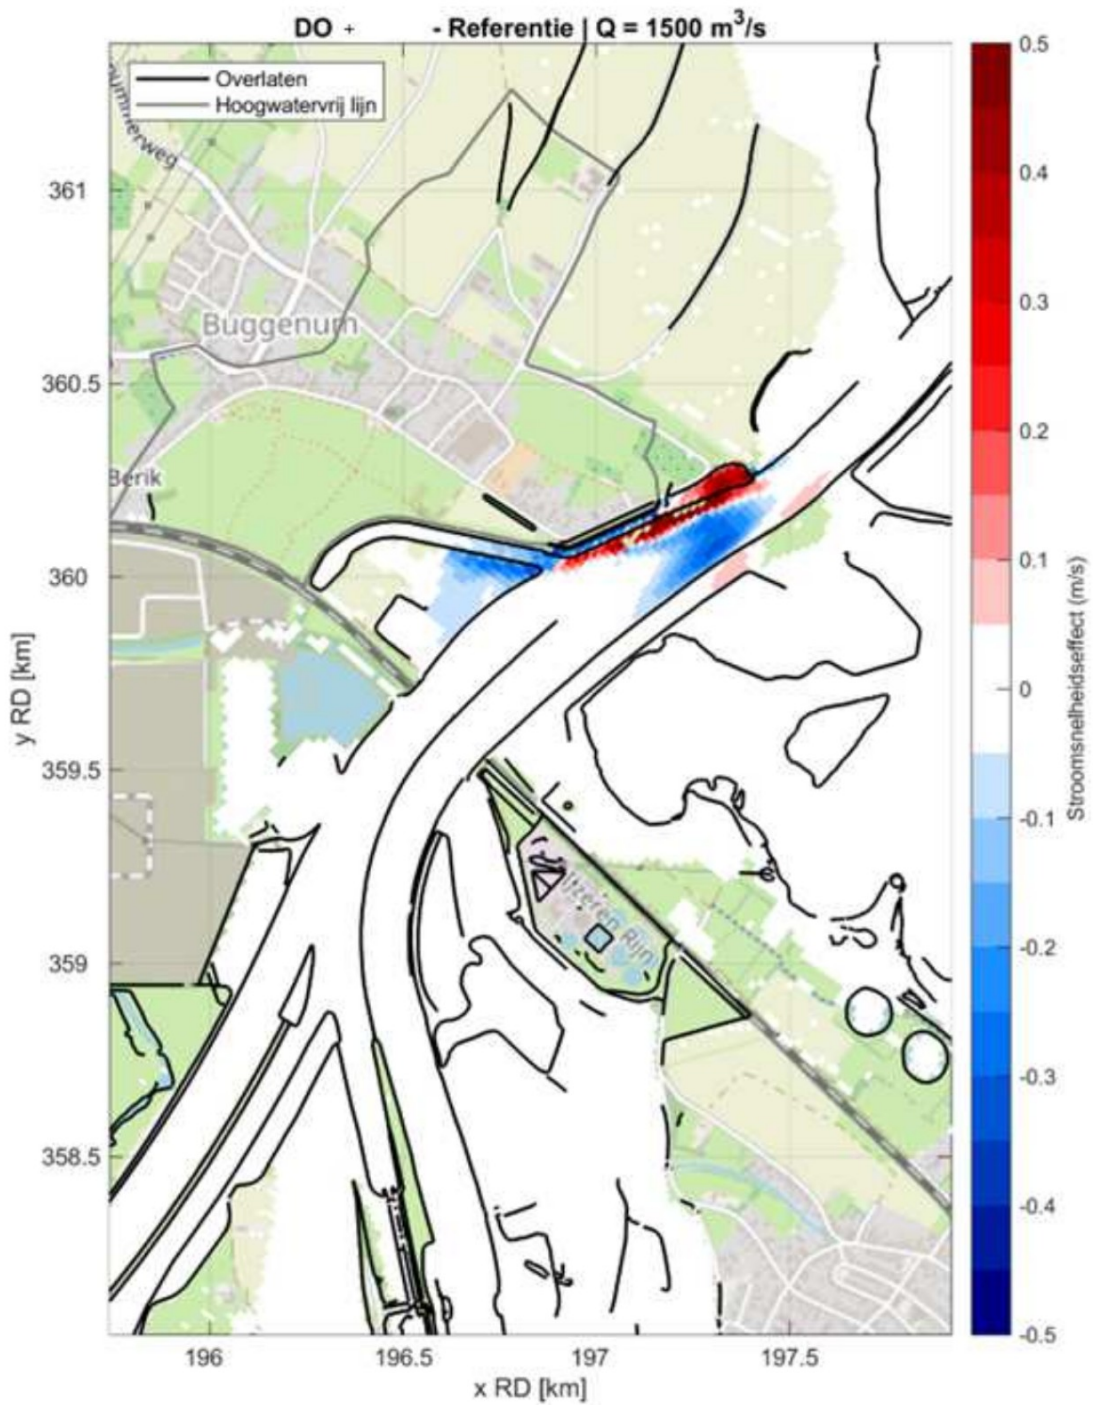 DO + - Referentie | Q = 1500 m³/s
Overlaten
Hoogwatervrij lijn
Buggenum
Berik
IJzeren Rijn
361
360.5
360
359.5
359
358.5
y RD [km]
196
196.5
197
197.5
x RD [km]
0.5
0.4
0.3
0.2
0.1
0
-0.1
-0.2
-0.3
-0.4
-0.5
Stroomsnelheidseffect (m/s)